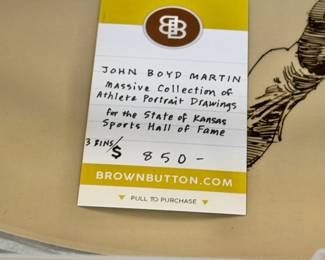 BB
JOHN BOYD MARTIN
Massive Collection of
Athlete Portrait Drawings
for the State of Kansas
Sports Hall of Fame
3 BINS/
$ 850-
BROWNBUTTON.COM
▼ PULL TO PURCHASE ▼